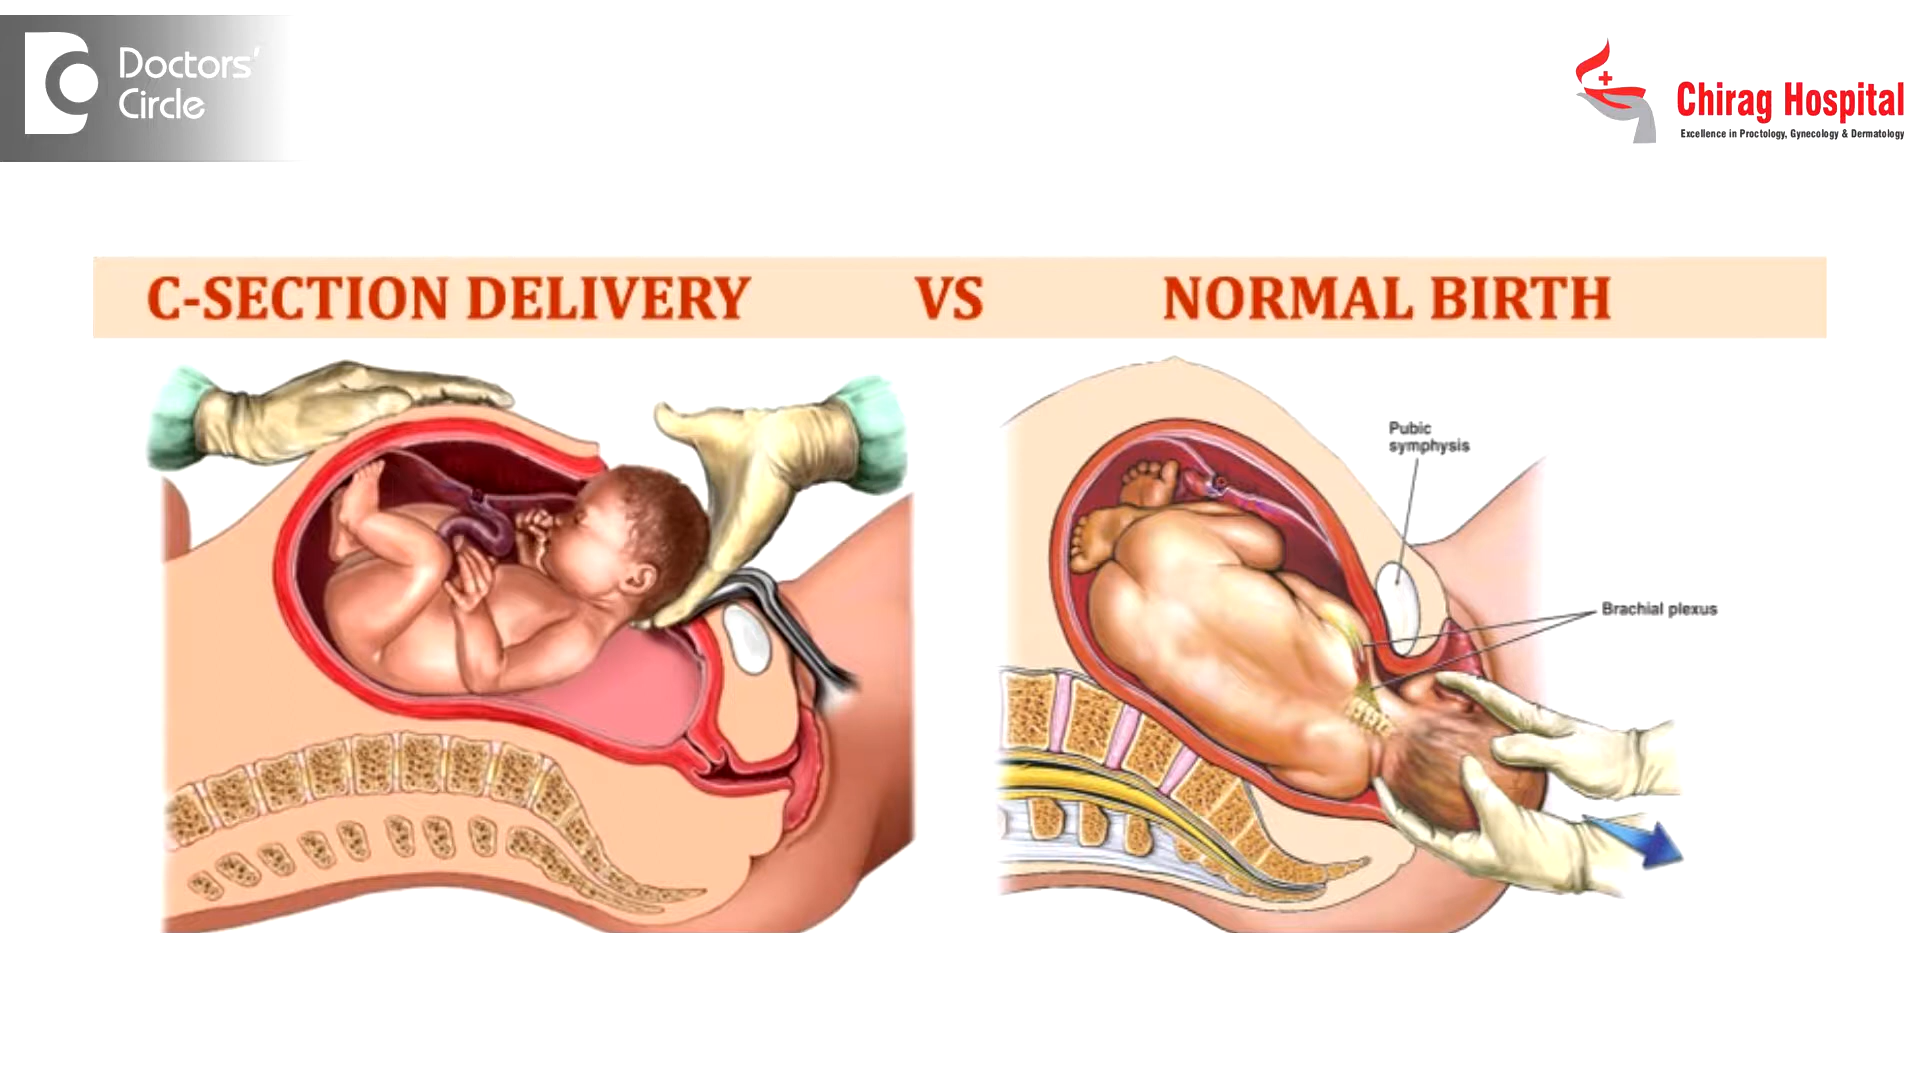 Doctors'
Circle
Chirag Hospital
Excellence in Proctology, Gynecology & Dermatology
C-SECTION DELIVERY VS NORMAL BIRTH
Pubic
symphysis
Brachial plexus